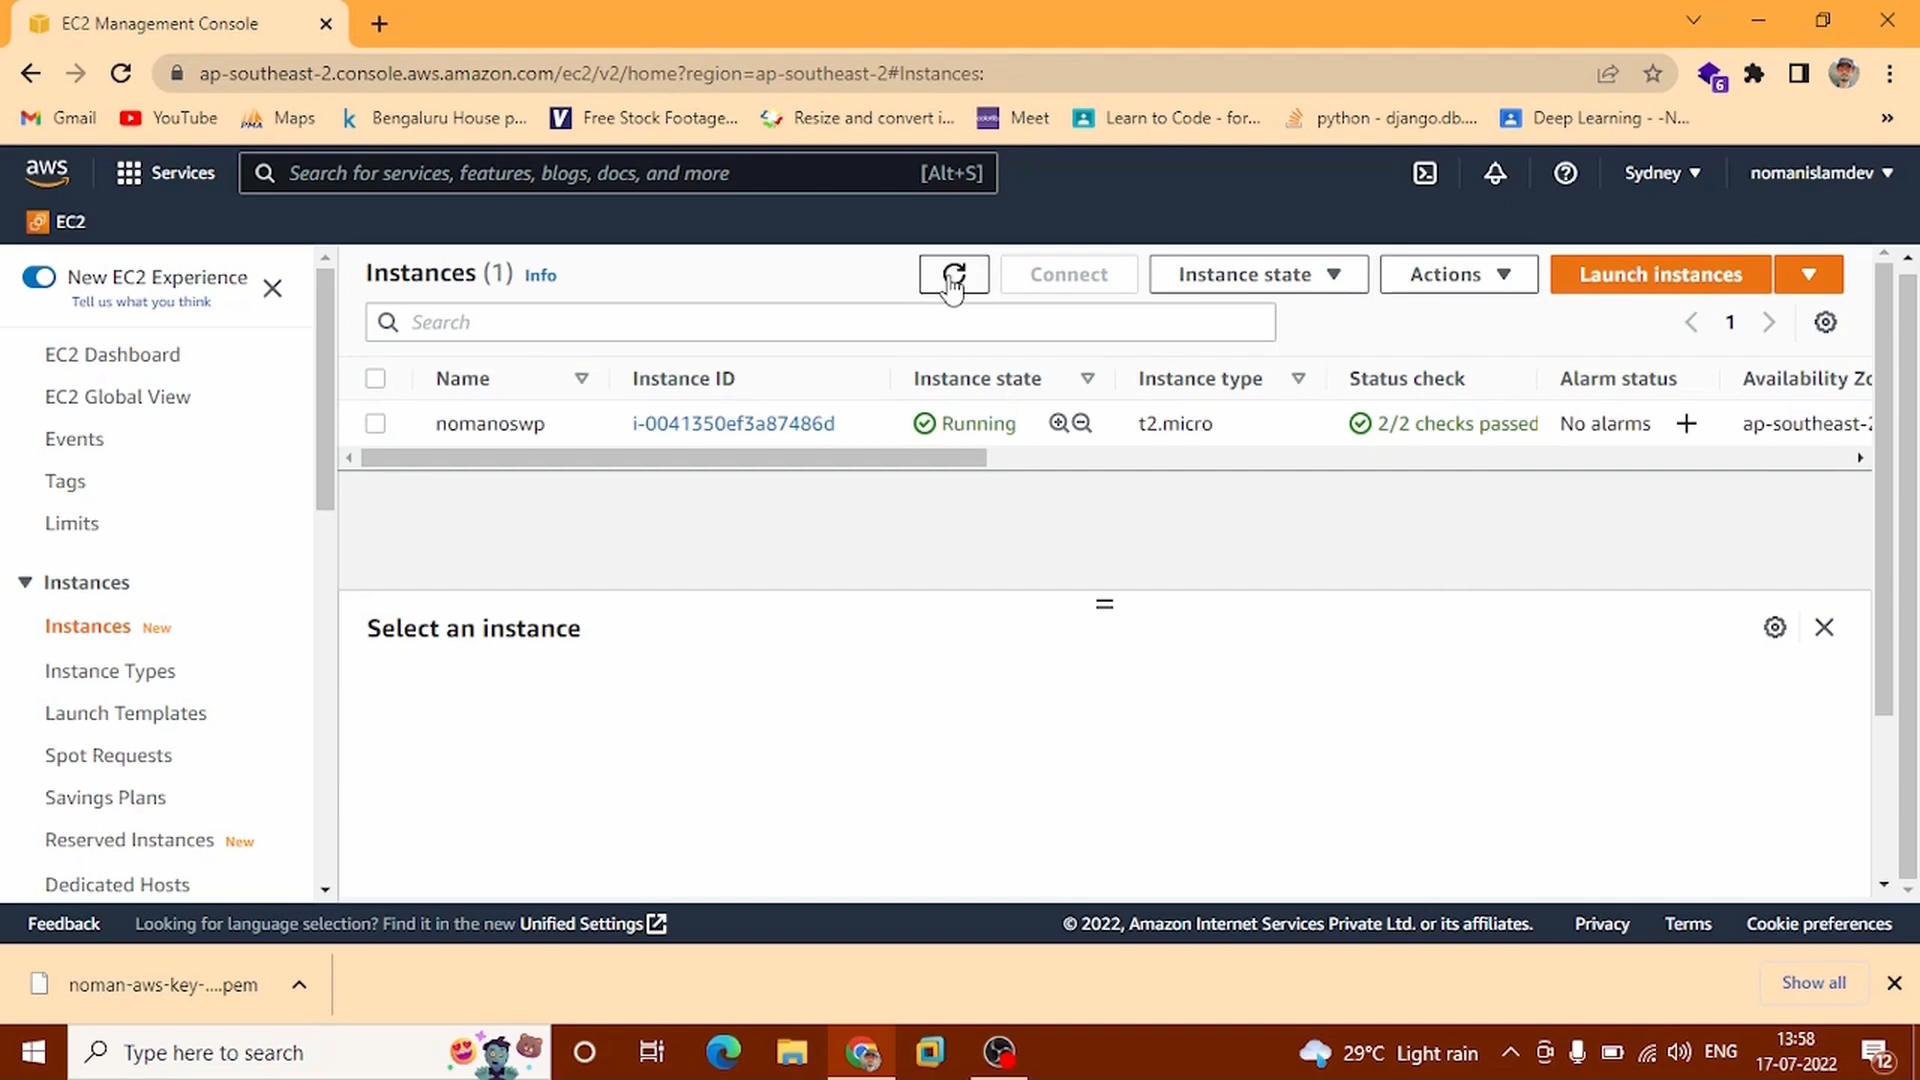 EC2 Management Console
ap-southeast-2.console.aws.amazon.com/ec2/v2/home?region=ap-southeast-2#Instances:
6
Gmail YouTube Maps Bengaluru House p... Free Stock Footage... Resize and convert i... Meet Learn to Code - for... python - django.db.... Deep Learning - -N...
aws Services Search for services, features, blogs, docs, and more [Alt+S] Sydney nomanislamdev
EC2
New EC2 Experience
Tell us what you think
EC2 Dashboard
EC2 Global View
Events
Tags
Limits
Instances
Instances New
Instance Types
Launch Templates
Spot Requests
Savings Plans
Reserved Instances New
Dedicated Hosts
Instances (1) Info Connect Instance state Actions Launch instances
Search 1
Name Instance ID Instance state Instance type Status check Alarm status Availability Zo
nomanoswp i-0041350ef3a87486d Running t2.micro 2/2 checks passed No alarms ap-southeast-2
Select an instance
Feedback Looking for language selection? Find it in the new Unified Settings © 2022, Amazon Internet Services Private Ltd. or its affiliates. Privacy Terms Cookie preferences
noman-aws-key-....pem Show all
Type here to search 29°C Light rain ENG 13:58
17-07-2022
12